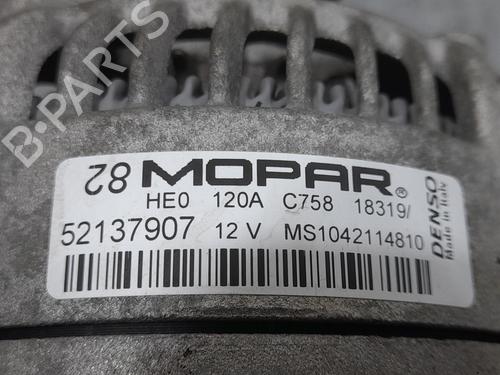 B-PARTS
82 MOPAR®
HE0 120A C758 18319/
52137907 12 V MS1042114810
DENSO
Made in Italy